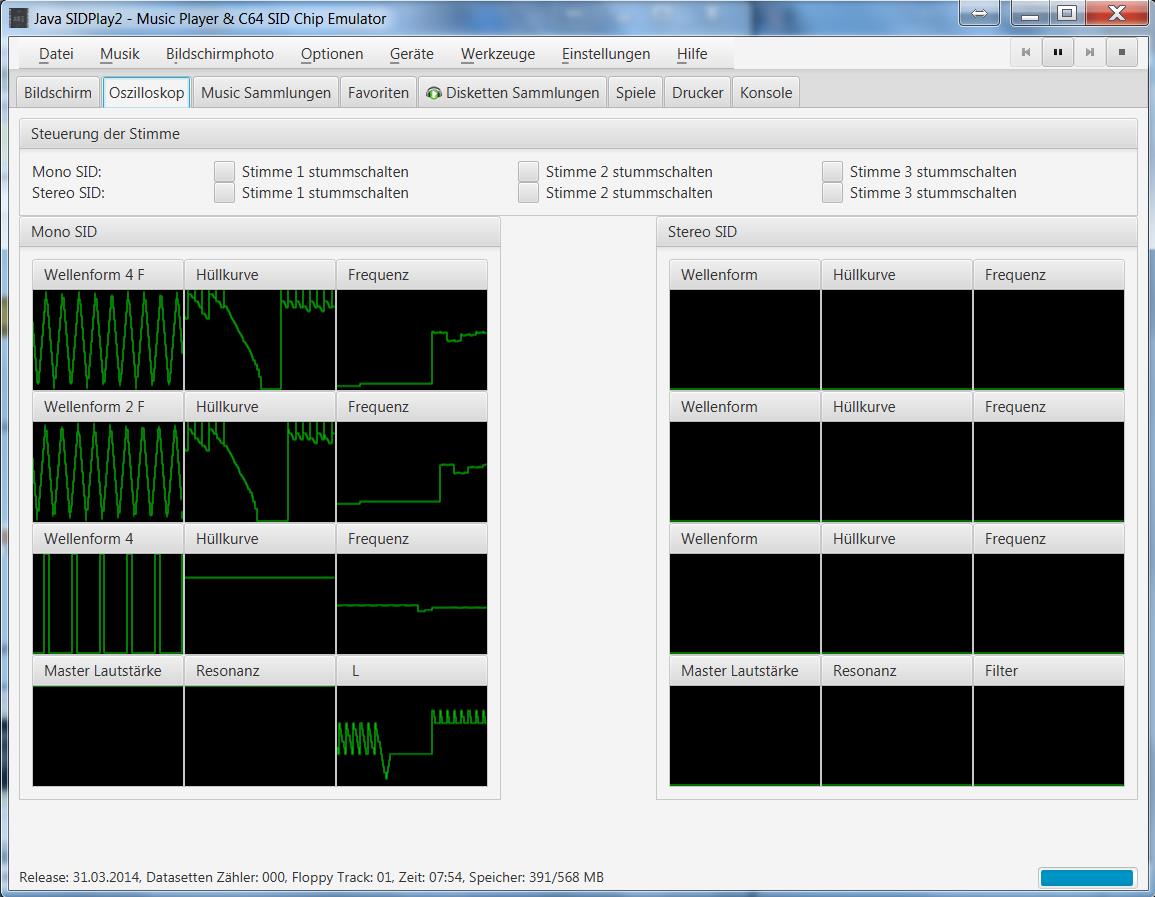 Java SIDPlay2 - Music Player & C64 SID Chip Emulator
Datei Musik Bildschirmphoto Optionen Geräte Werkzeuge Einstellungen Hilfe
Bildschirm Oszilloskop Music Sammlungen Favoriten Disketten Sammlungen Spiele Drucker Konsole
Steuerung der Stimme
Mono SID: Stimme 1 stummschalten Stimme 2 stummschalten Stimme 3 stummschalten
Stereo SID: Stimme 1 stummschalten Stimme 2 stummschalten Stimme 3 stummschalten
Mono SID Stereo SID
Wellenform 4 F Hüllkurve Frequenz Wellenform Hüllkurve Frequenz
Wellenform 2 F Hüllkurve Frequenz Wellenform Hüllkurve Frequenz
Wellenform 4 Hüllkurve Frequenz Wellenform Hüllkurve Frequenz
Master Lautstärke Resonanz L Master Lautstärke Resonanz Filter
Release: 31.03.2014, Datasetten Zähler: 000, Floppy Track: 01, Zeit: 07:54, Speicher: 391/568 MB